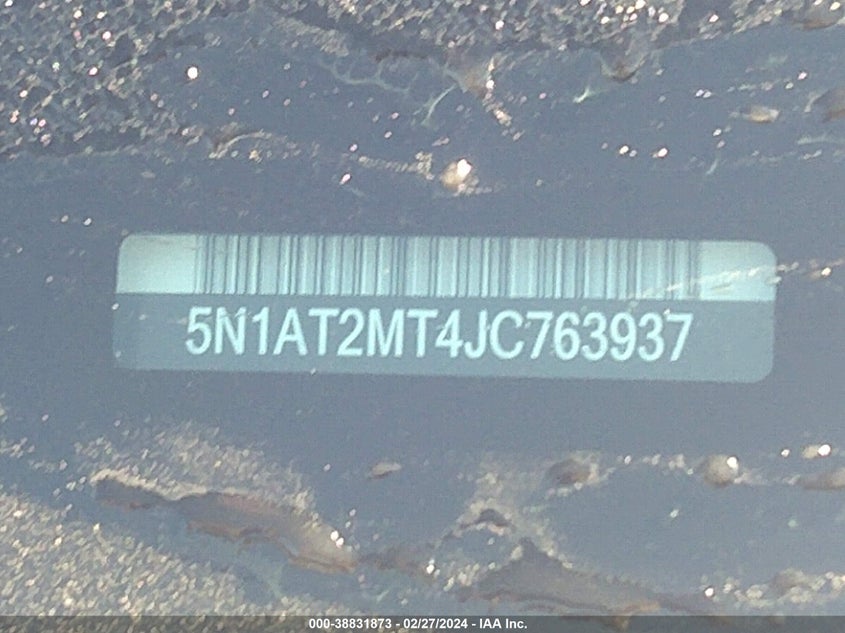 5N1AT2MT4JC763937
000-38831873 - 02/27/2024 - IAA Inc.